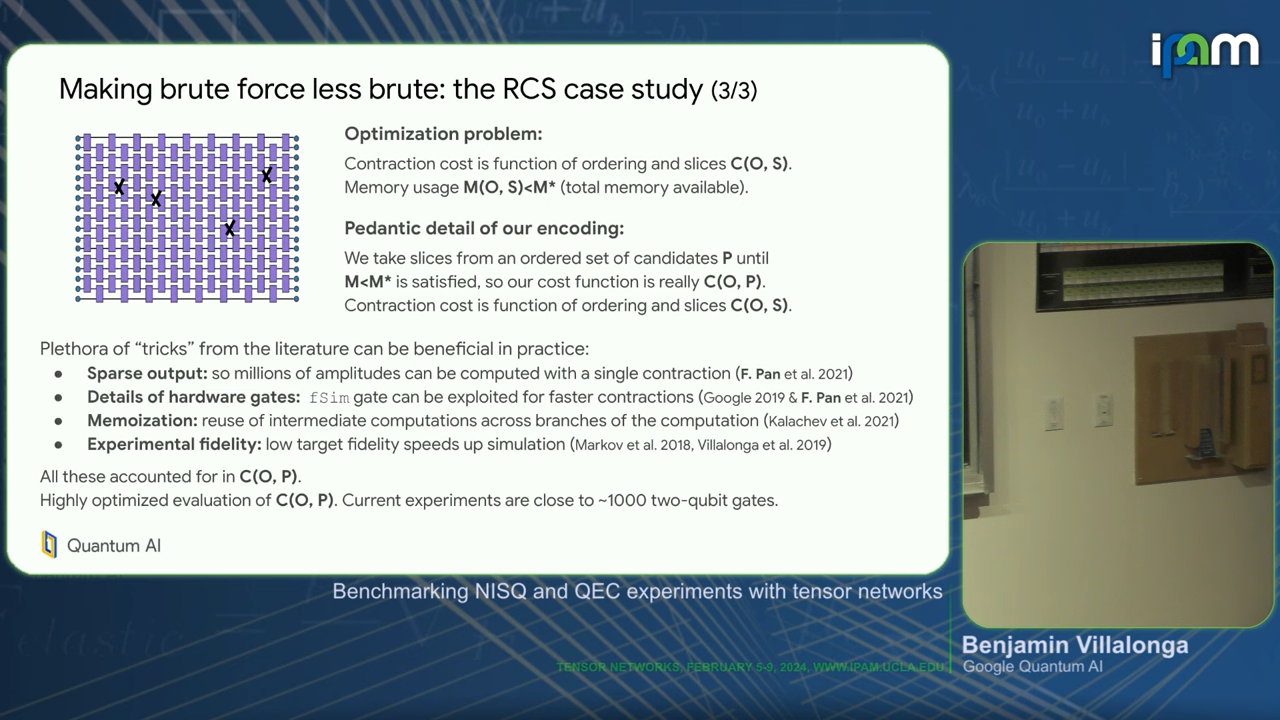 ipam
Making brute force less brute: the RCS case study (3/3)
Optimization problem:
Contraction cost is function of ordering and slices C(O, S).
Memory usage M(O, S)<M* (total memory available).
Pedantic detail of our encoding:
We take slices from an ordered set of candidates P until
M<M* is satisfied, so our cost function is really C(O, P).
Contraction cost is function of ordering and slices C(O, S).
Plethora of “tricks” from the literature can be beneficial in practice:
● Sparse output: so millions of amplitudes can be computed with a single contraction (F. Pan et al. 2021)
● Details of hardware gates: fSim gate can be exploited for faster contractions (Google 2019 & F. Pan et al. 2021)
● Memoization: reuse of intermediate computations across branches of the computation (Kalachev et al. 2021)
● Experimental fidelity: low target fidelity speeds up simulation (Markov et al. 2018, Villalonga et al. 2019)
All these accounted for in C(O, P).
Highly optimized evaluation of C(O, P). Current experiments are close to ~1000 two-qubit gates.
Quantum AI
Benchmarking NISQ and QEC experiments with tensor networks
Benjamin Villalonga
Google Quantum AI
TENSOR NETWORKS, FEBRUARY 5-9, 2024, WWW.IPAM.UCLA.EDU
elastic